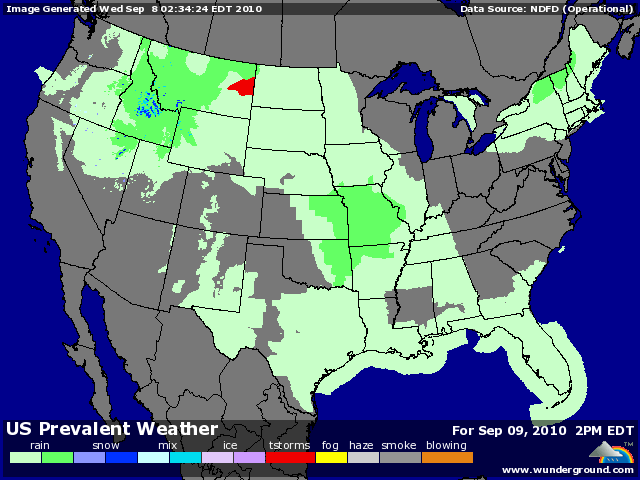 Image Generated Wed Sep 8 02:34:24 EDT 2010 Data Source: NDFD (Operational)
US Prevalent Weather For Sep 09, 2010 2PM EDT
rain snow mix ice tstorms fog haze smoke blowing
www.wunderground.com